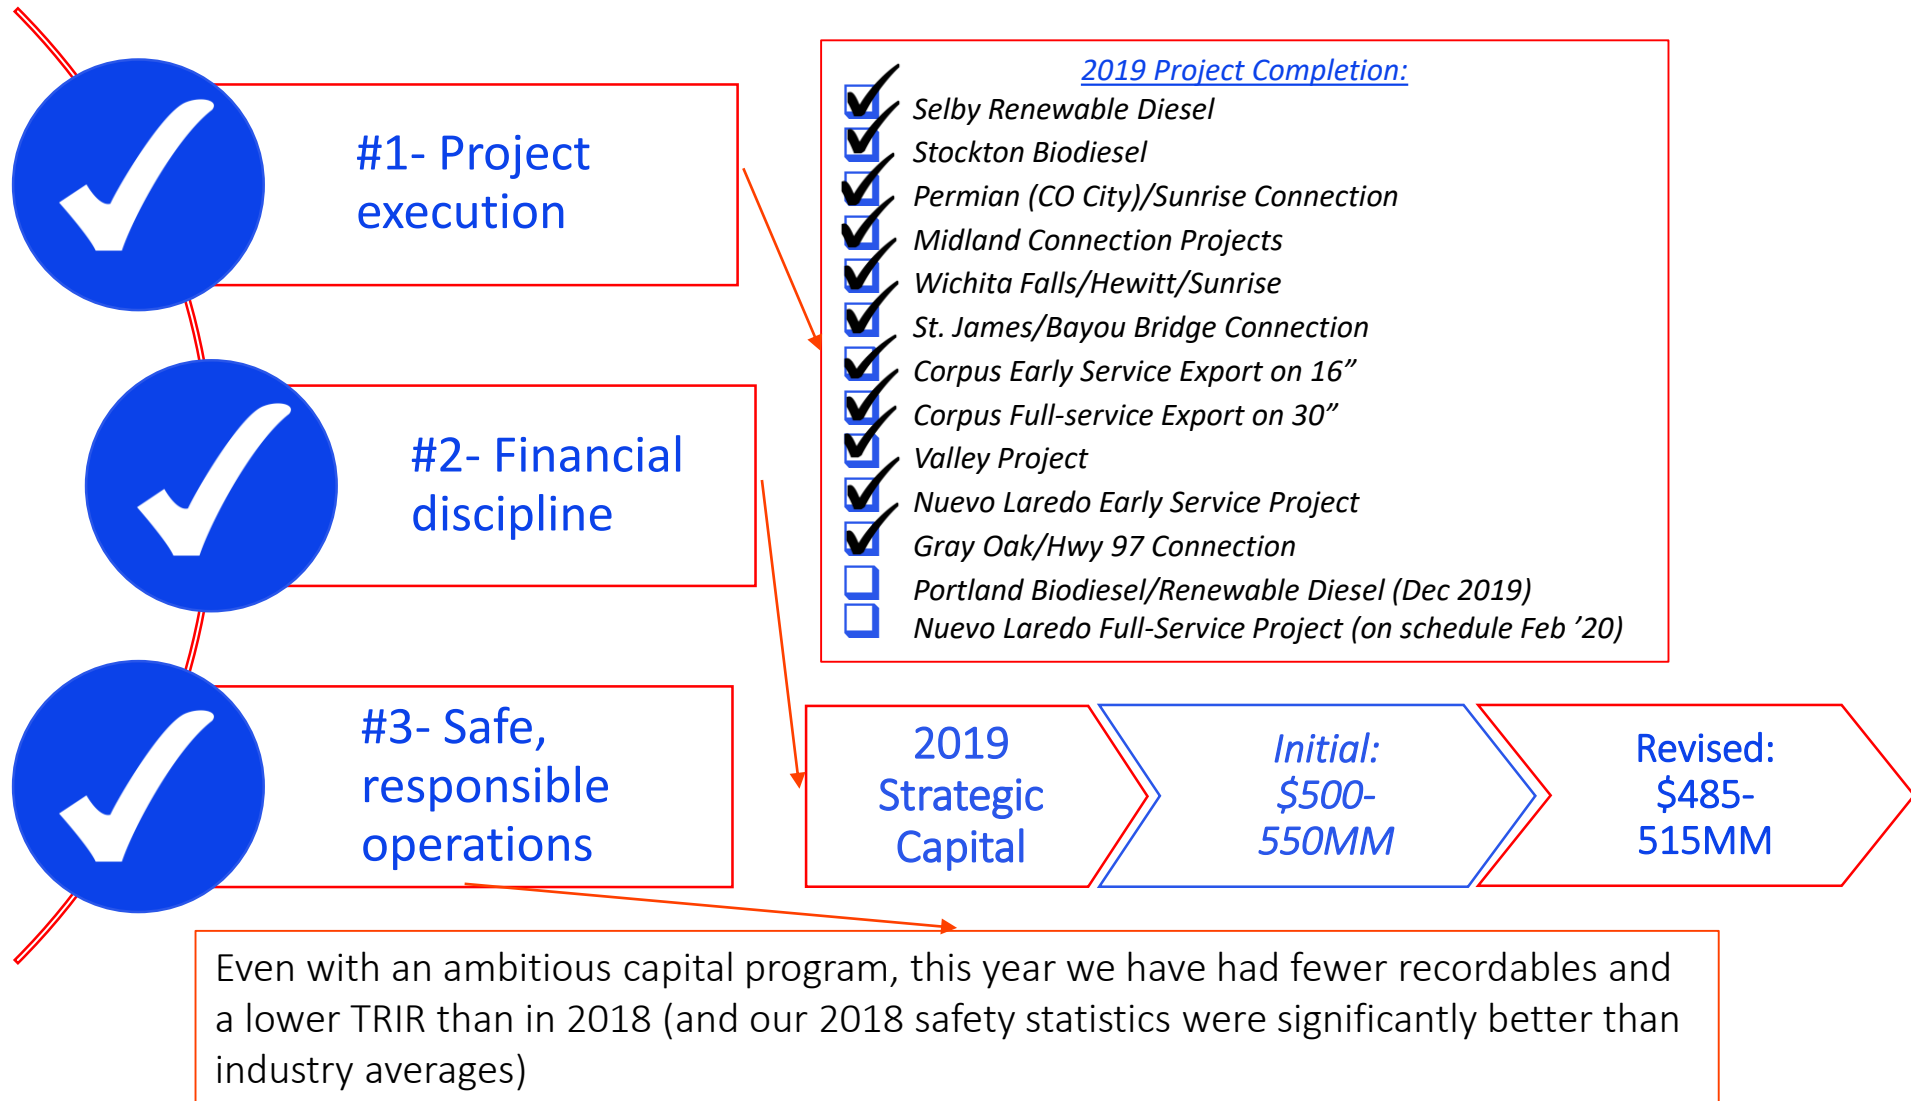 #1- Project
execution
2019 Project Completion:
Selby Renewable Diesel
Stockton Biodiesel
Permian (CO City)/Sunrise Connection
Midland Connection Projects
Wichita Falls/Hewitt/Sunrise
St. James/Bayou Bridge Connection
Corpus Early Service Export on 16”
Corpus Full-service Export on 30”
Valley Project
Nuevo Laredo Early Service Project
Gray Oak/Hwy 97 Connection
Portland Biodiesel/Renewable Diesel (Dec 2019)
Nuevo Laredo Full-Service Project (on schedule Feb ’20)
#2- Financial
discipline
#3- Safe,
responsible
operations
2019
Strategic
Capital
Initial:
$500-
550MM
Revised:
$485-
515MM
Even with an ambitious capital program, this year we have had fewer recordables and
a lower TRIR than in 2018 (and our 2018 safety statistics were significantly better than
industry averages)